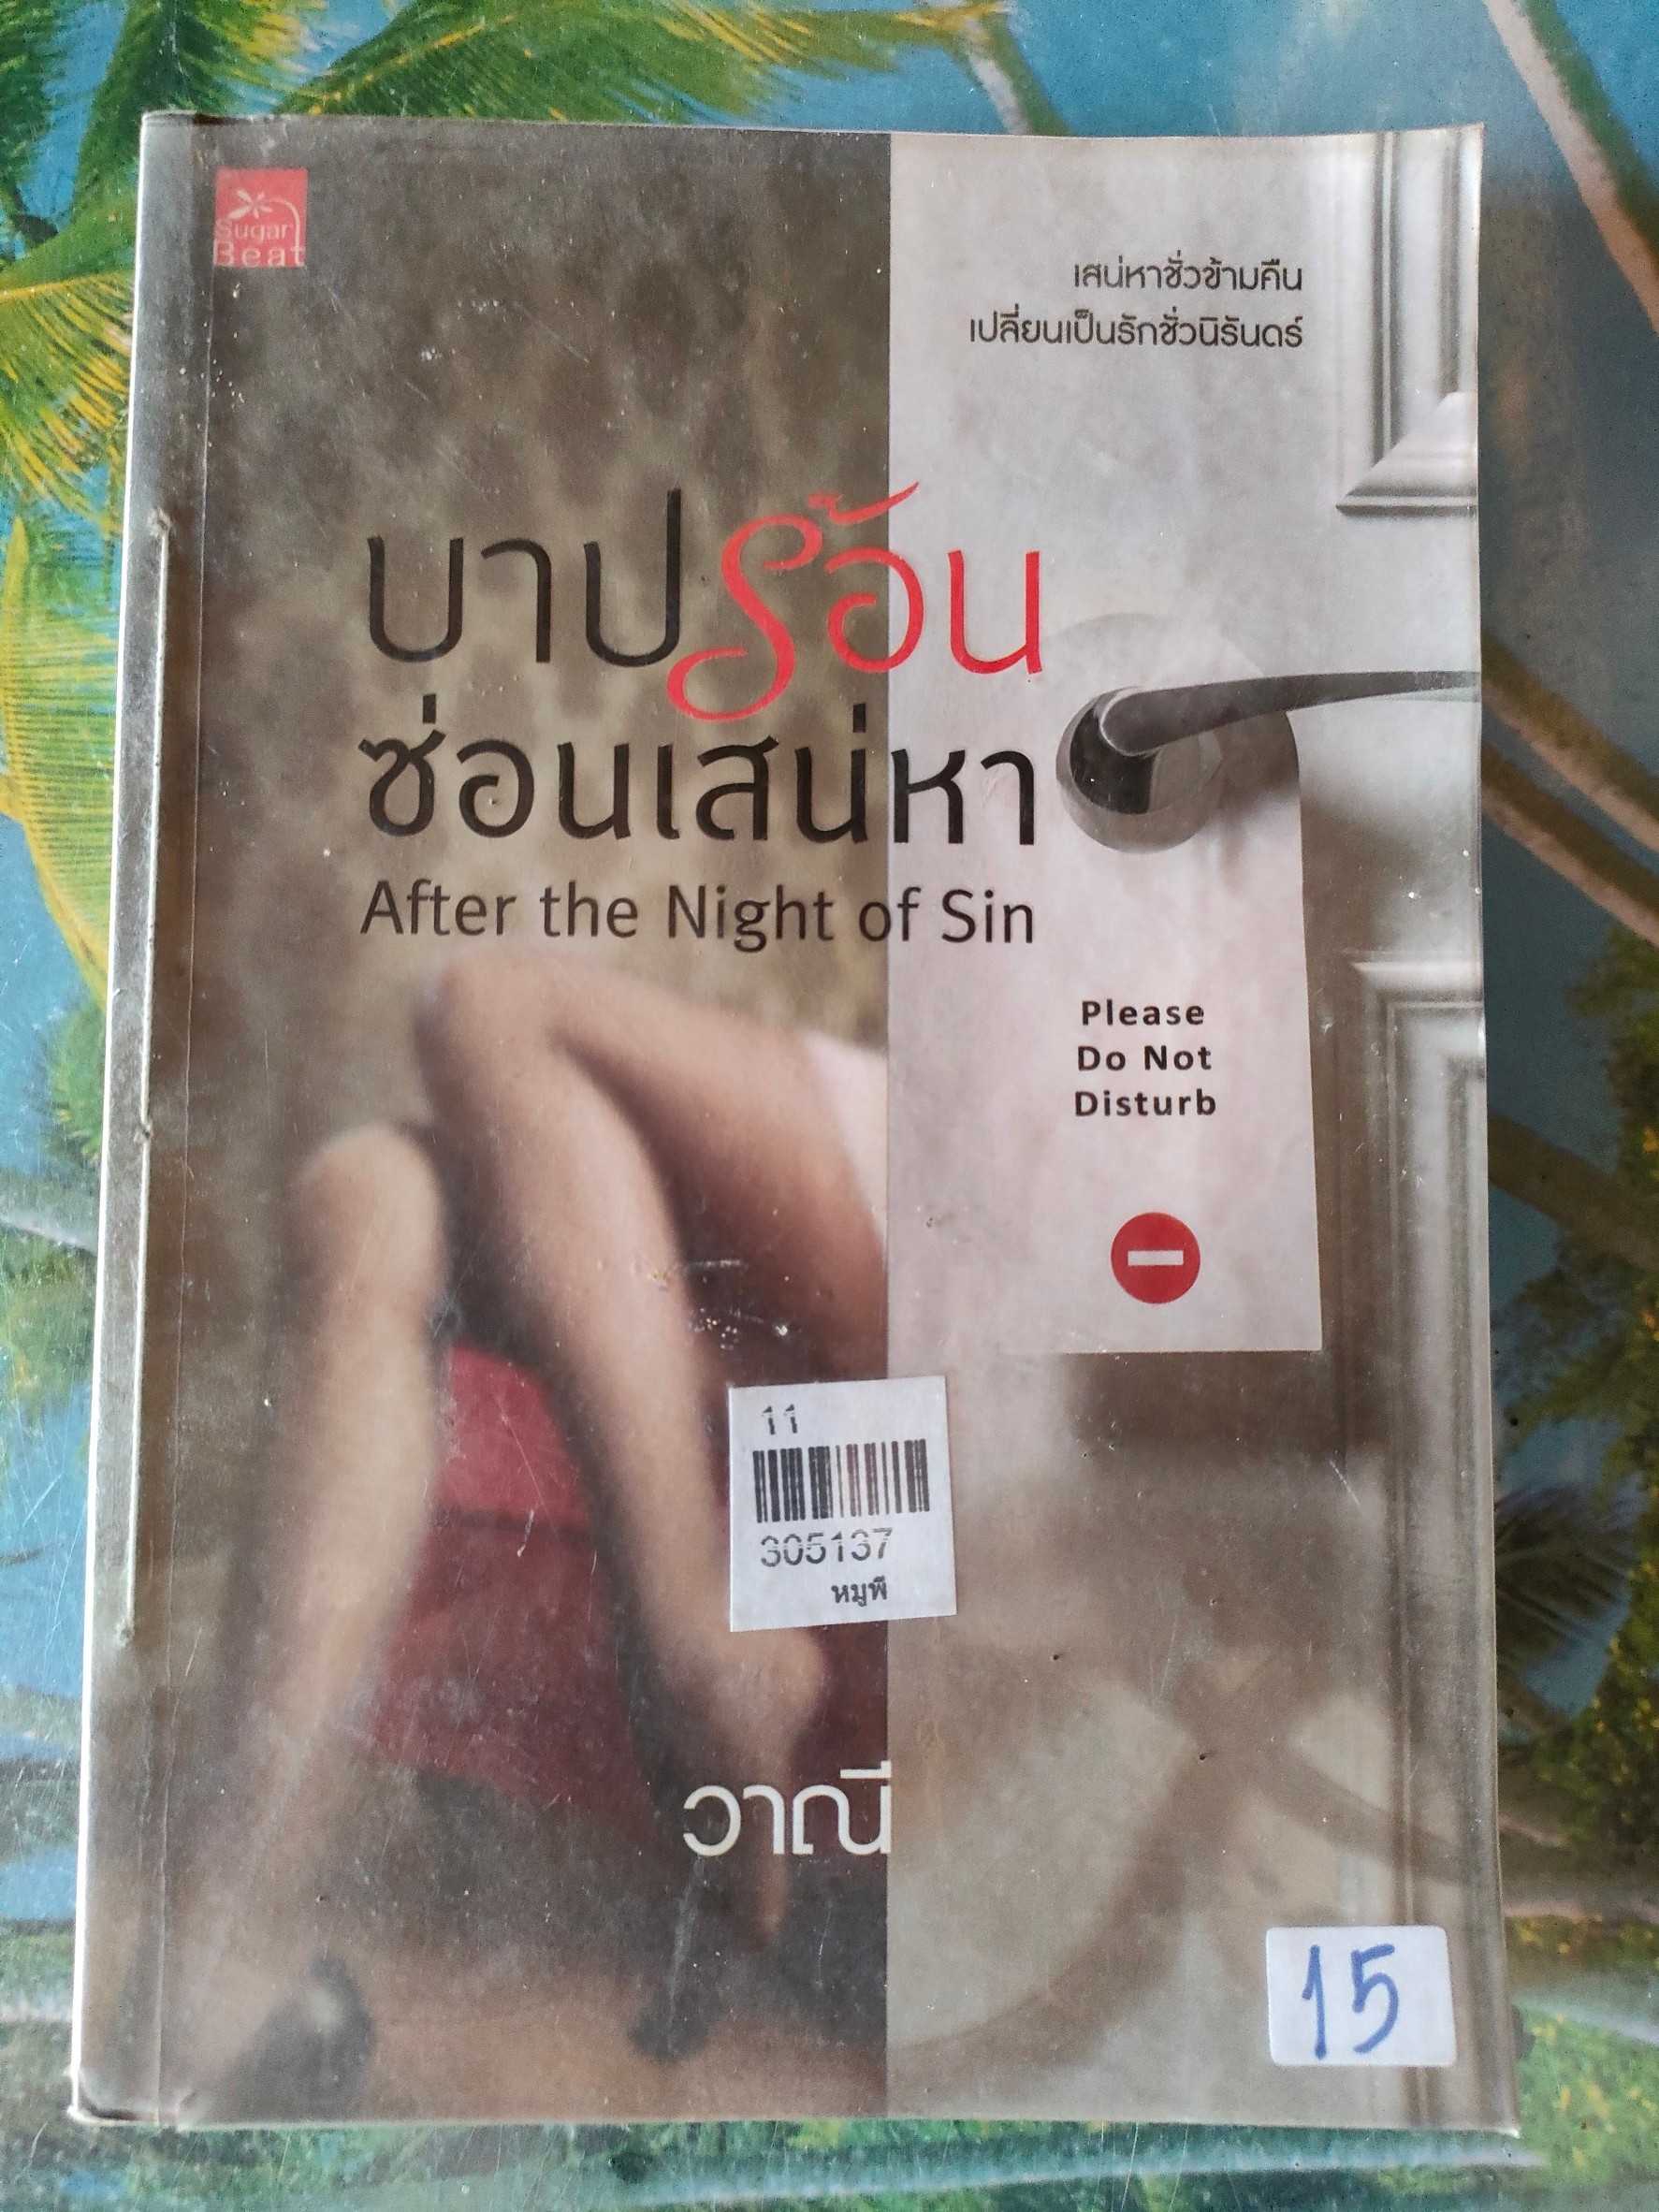 Sugar
Beat
เสน่หาชั่วข้ามคืน
เปลี่ยนเป็นรักชั่วนิรันดร์
บาปร้อน
ซ่อนเสน่หา
After the Night of Sin
Please
Do Not
Disturb
11
305137
หมูพี
วาณี
15